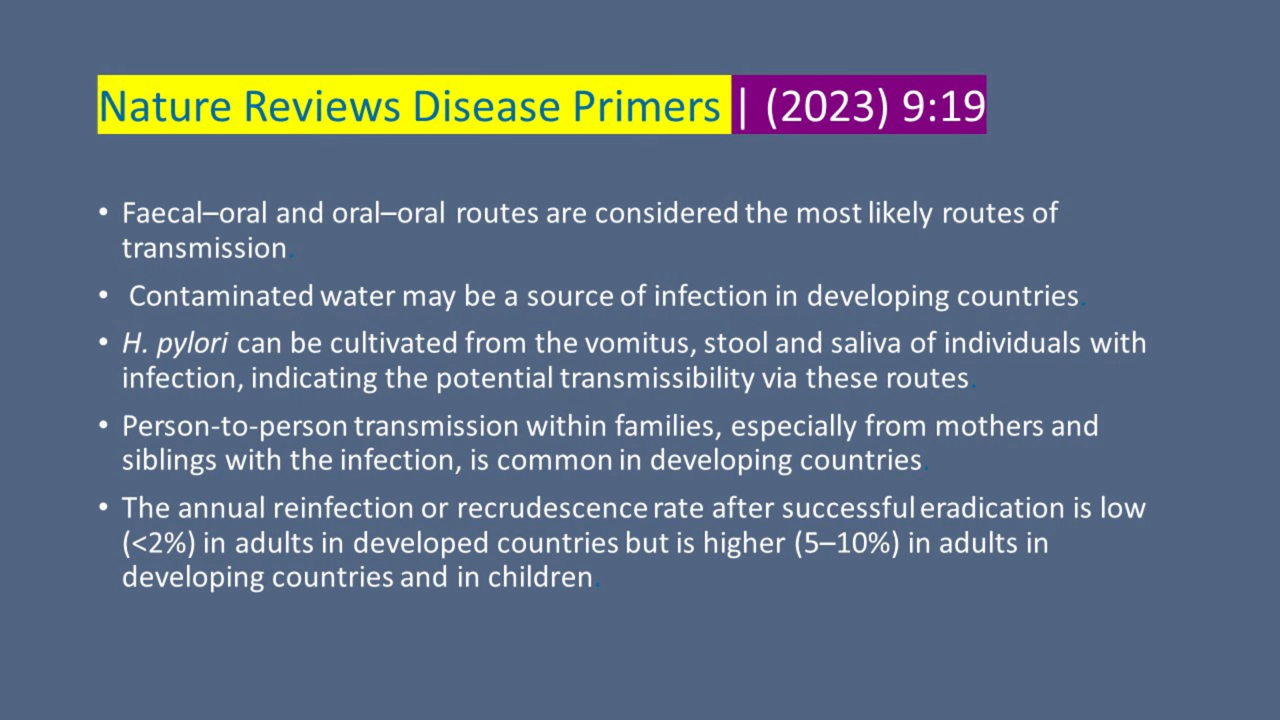 Nature Reviews Disease Primers | (2023) 9:19
• Faecal–oral and oral–oral routes are considered the most likely routes of
transmission.
• Contaminated water may be a source of infection in developing countries.
• H. pylori can be cultivated from the vomitus, stool and saliva of individuals with
infection, indicating the potential transmissibility via these routes.
• Person-to-person transmission within families, especially from mothers and
siblings with the infection, is common in developing countries.
• The annual reinfection or recrudescence rate after successful eradication is low
(<2%) in adults in developed countries but is higher (5–10%) in adults in
developing countries and in children.